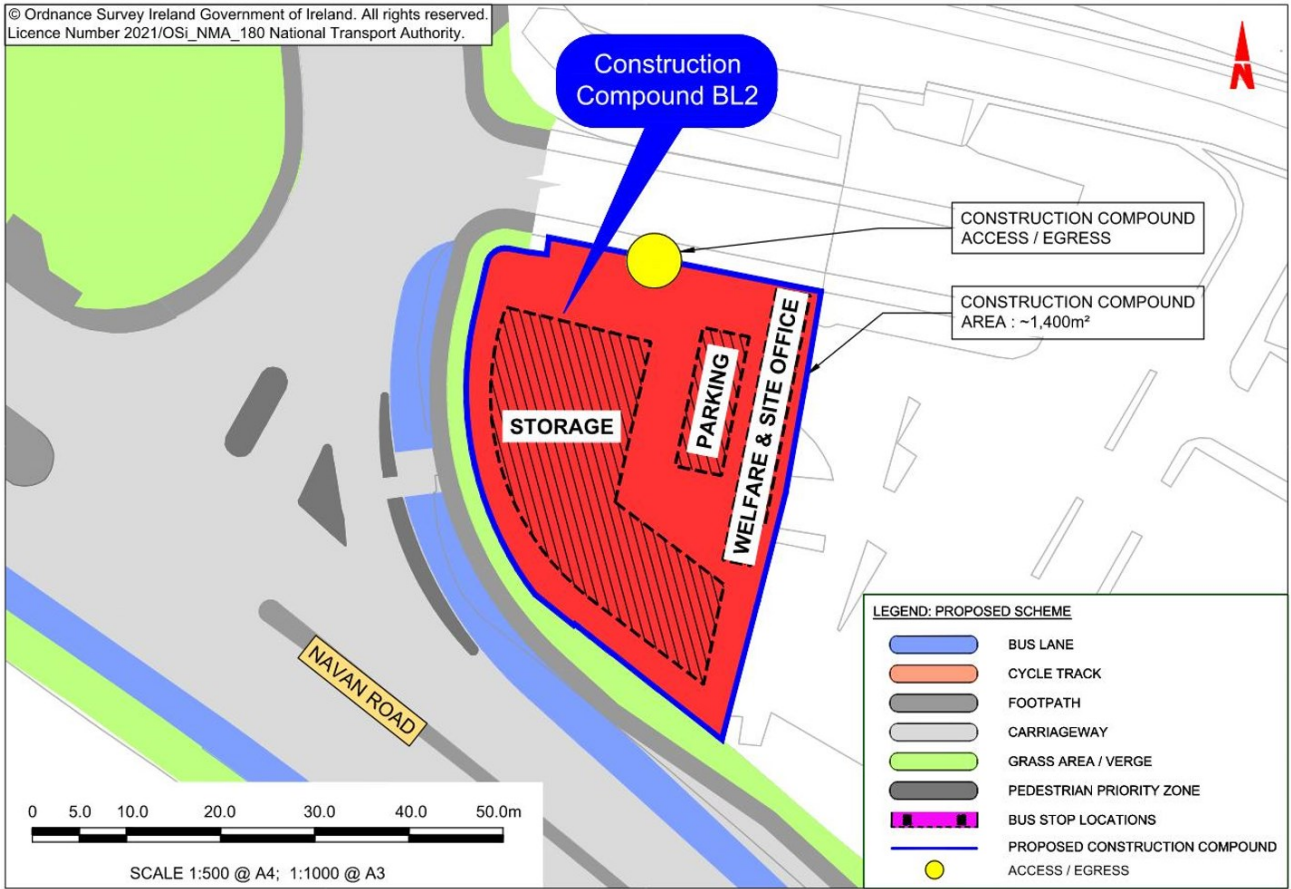 © Ordnance Survey Ireland Government of Ireland. All rights reserved.
Licence Number 2021/OSi_NMA_180 National Transport Authority.
Construction
Compound BL2
N
CONSTRUCTION COMPOUND
ACCESS / EGRESS
CONSTRUCTION COMPOUND
AREA : ~1,400m²
STORAGE
PARKING
WELFARE & SITE OFFICE
NAVAN ROAD
LEGEND: PROPOSED SCHEME
BUS LANE
CYCLE TRACK
FOOTPATH
CARRIAGEWAY
GRASS AREA / VERGE
PEDESTRIAN PRIORITY ZONE
BUS STOP LOCATIONS
PROPOSED CONSTRUCTION COMPOUND
ACCESS / EGRESS
0 5.0 10.0 20.0 30.0 40.0 50.0m
SCALE 1:500 @ A4; 1:1000 @ A3